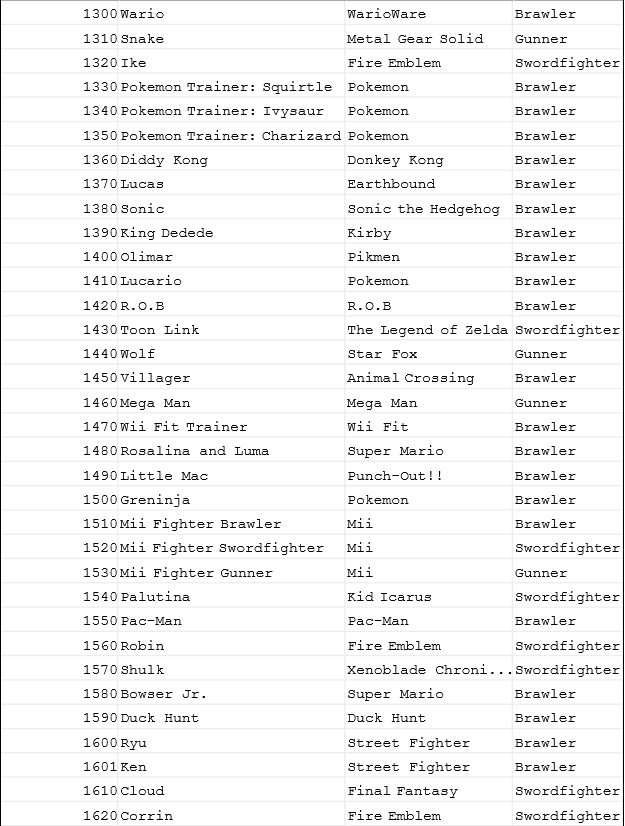 1300 Wario WarioWare Brawler
1310 Snake Metal Gear Solid Gunner
1320 Ike Fire Emblem Swordfighter
1330 Pokemon Trainer: Squirtle Pokemon Brawler
1340 Pokemon Trainer: Ivysaur Pokemon Brawler
1350 Pokemon Trainer: Charizard Pokemon Brawler
1360 Diddy Kong Donkey Kong Brawler
1370 Lucas Earthbound Brawler
1380 Sonic Sonic the Hedgehog Brawler
1390 King Dedede Kirby Brawler
1400 Olimar Pikmen Brawler
1410 Lucario Pokemon Brawler
1420 R.O.B R.O.B Brawler
1430 Toon Link The Legend of Zelda Swordfighter
1440 Wolf Star Fox Gunner
1450 Villager Animal Crossing Brawler
1460 Mega Man Mega Man Gunner
1470 Wii Fit Trainer Wii Fit Brawler
1480 Rosalina and Luma Super Mario Brawler
1490 Little Mac Punch-Out!! Brawler
1500 Greninja Pokemon Brawler
1510 Mii Fighter Brawler Mii Brawler
1520 Mii Fighter Swordfighter Mii Swordfighter
1530 Mii Fighter Gunner Mii Gunner
1540 Palutina Kid Icarus Swordfighter
1550 Pac-Man Pac-Man Brawler
1560 Robin Fire Emblem Swordfighter
1570 Shulk Xenoblade Chroni... Swordfighter
1580 Bowser Jr. Super Mario Brawler
1590 Duck Hunt Duck Hunt Brawler
1600 Ryu Street Fighter Brawler
1601 Ken Street Fighter Brawler
1610 Cloud Final Fantasy Swordfighter
1620 Corrin Fire Emblem Swordfighter